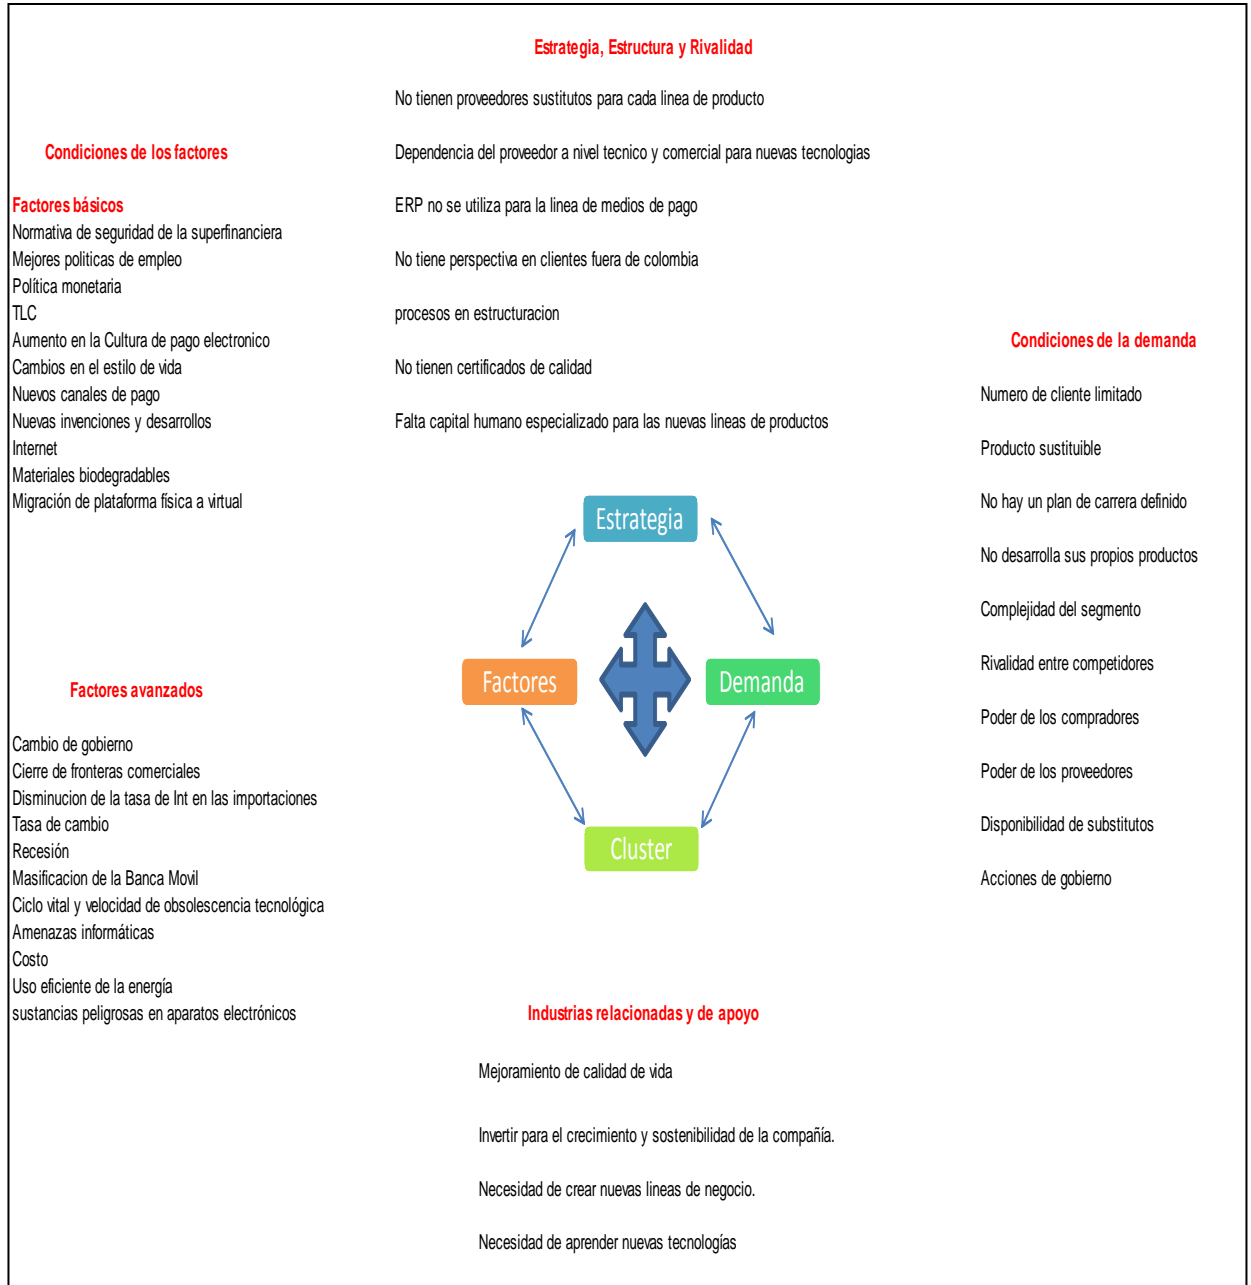 Estrategia, Estructura y Rivalidad
No tienen proveedores sustitutos para cada linea de producto
Dependencia del proveedor a nivel tecnico y comercial para nuevas tecnologias
ERP no se utiliza para la linea de medios de pago
No tiene perspectiva en clientes fuera de colombia
procesos en estructuracion
No tienen certificados de calidad
Falta capital humano especializado para las nuevas lineas de productos
Condiciones de los factores
Factores básicos
Normativa de seguridad de la superfinanciera
Mejores politicas de empleo
Política monetaria
TLC
Aumento en la Cultura de pago electronico
Cambios en el estilo de vida
Nuevos canales de pago
Nuevas invenciones y desarrollos
Internet
Materiales biodegradables
Migración de plataforma física a virtual
Factores avanzados
Cambio de gobierno
Cierre de fronteras comerciales
Disminucion de la tasa de Int en las importaciones
Tasa de cambio
Recesión
Masificacion de la Banca Movil
Ciclo vital y velocidad de obsolescencia tecnológica
Amenazas informáticas
Costo
Uso eficiente de la energía
sustancias peligrosas en aparatos electrónicos
Estrategia
Factores
Demanda
Cluster
Condiciones de la demanda
Numero de cliente limitado
Producto sustituible
No hay un plan de carrera definido
No desarrolla sus propios productos
Complejidad del segmento
Rivalidad entre competidores
Poder de los compradores
Poder de los proveedores
Disponibilidad de substitutos
Acciones de gobierno
Industrias relacionadas y de apoyo
Mejoramiento de calidad de vida
Invertir para el crecimiento y sostenibilidad de la compañía.
Necesidad de crear nuevas lineas de negocio.
Necesidad de aprender nuevas tecnologías